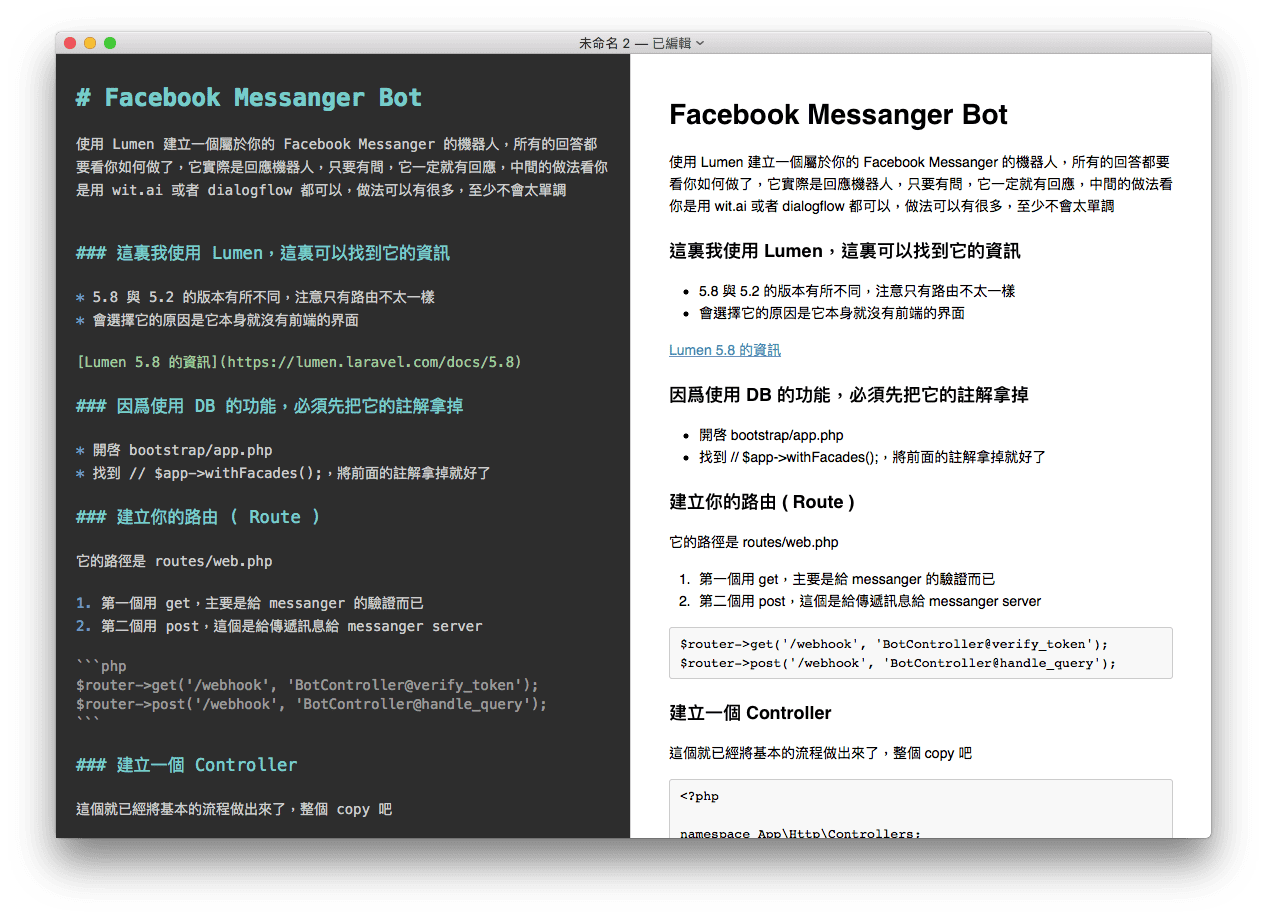 未命名 2 — 已編輯
# Facebook Messanger Bot
使用 Lumen 建立一個屬於你的 Facebook Messanger 的機器人，所有的回答都
要看你如何做了，它實際是回應機器人，只要有問，它一定就有回應，中間的做法看你
是用 wit.ai 或者 dialogflow 都可以，做法可以有很多，至少不會太單調
### 這裏我使用 Lumen，這裏可以找到它的資訊
* 5.8 與 5.2 的版本有所不同，注意只有路由不太一樣
* 會選擇它的原因是它本身就沒有前端的界面
[Lumen 5.8 的資訊](https://lumen.laravel.com/docs/5.8)
### 因爲使用 DB 的功能，必須先把它的註解拿掉
* 開啓 bootstrap/app.php
* 找到 // $app->withFacades();，將前面的註解拿掉就好了
### 建立你的路由 ( Route )
它的路徑是 routes/web.php
1. 第一個用 get，主要是給 messanger 的驗證而已
2. 第二個用 post，這個是給傳遞訊息給 messanger server
```php
$router->get('/webhook', 'BotController@verify_token');
$router->post('/webhook', 'BotController@handle_query');
```
### 建立一個 Controller
這個就已經將基本的流程做出來了，整個 copy 吧
Facebook Messanger Bot
使用 Lumen 建立一個屬於你的 Facebook Messanger 的機器人，所有的回答都要
看你如何做了，它實際是回應機器人，只要有問，它一定就有回應，中間的做法看
你是用 wit.ai 或者 dialogflow 都可以，做法可以有很多，至少不會太單調
這裏我使用 Lumen，這裏可以找到它的資訊
• 5.8 與 5.2 的版本有所不同，注意只有路由不太一樣
• 會選擇它的原因是它本身就沒有前端的界面
Lumen 5.8 的資訊
因爲使用 DB 的功能，必須先把它的註解拿掉
• 開啓 bootstrap/app.php
• 找到 // $app->withFacades();，將前面的註解拿掉就好了
建立你的路由 ( Route )
它的路徑是 routes/web.php
1. 第一個用 get，主要是給 messanger 的驗證而已
2. 第二個用 post，這個是給傳遞訊息給 messanger server
$router->get('/webhook', 'BotController@verify_token');
$router->post('/webhook', 'BotController@handle_query');
建立一個 Controller
這個就已經將基本的流程做出來了，整個 copy 吧
<?php
namespace App\Http\Controllers;